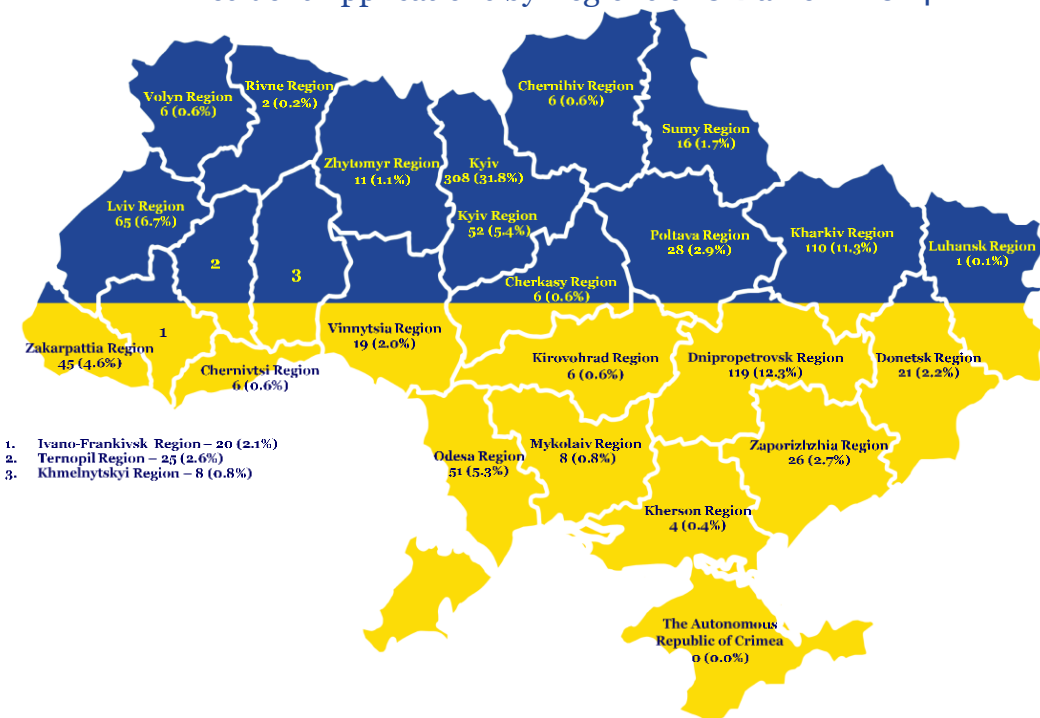 Applications by Regions of
Rivne Region
2 (0.2%)
Volyn Region
6 (0.6%)
Chernihiv Region
6 (0.6%)
Sumy Region
16 (1.7%)
Zhytomyr Region
11 (1.1%)
Kyiv
308 (31.8%)
Lviv Region
65 (6.7%)
Kyiv Region
52 (5.4%)
Poltava Region
28 (2.9%)
Kharkiv Region
110 (11.3%)
Luhansk Region
1 (0.1%)
2
3
Cherkasy Region
6 (0.6%)
1
Vinnytsia Region
19 (2.0%)
Zakarpattia Region
45 (4.6%)
Chernivtsi Region
6 (0.6%)
Kirovohrad Region
6 (0.6%)
Dnipropetrovsk Region
119 (12.3%)
Donetsk Region
21 (2.2%)
1. Ivano-Frankivsk Region – 20 (2.1%)
2. Ternopil Region – 25 (2.6%)
3. Khmelnytskyi Region – 8 (0.8%)
Odesa Region
51 (5.3%)
Mykolaiv Region
8 (0.8%)
Zaporizhzhia Region
26 (2.7%)
Kherson Region
4 (0.4%)
The Autonomous
Republic of Crimea
0 (0.0%)